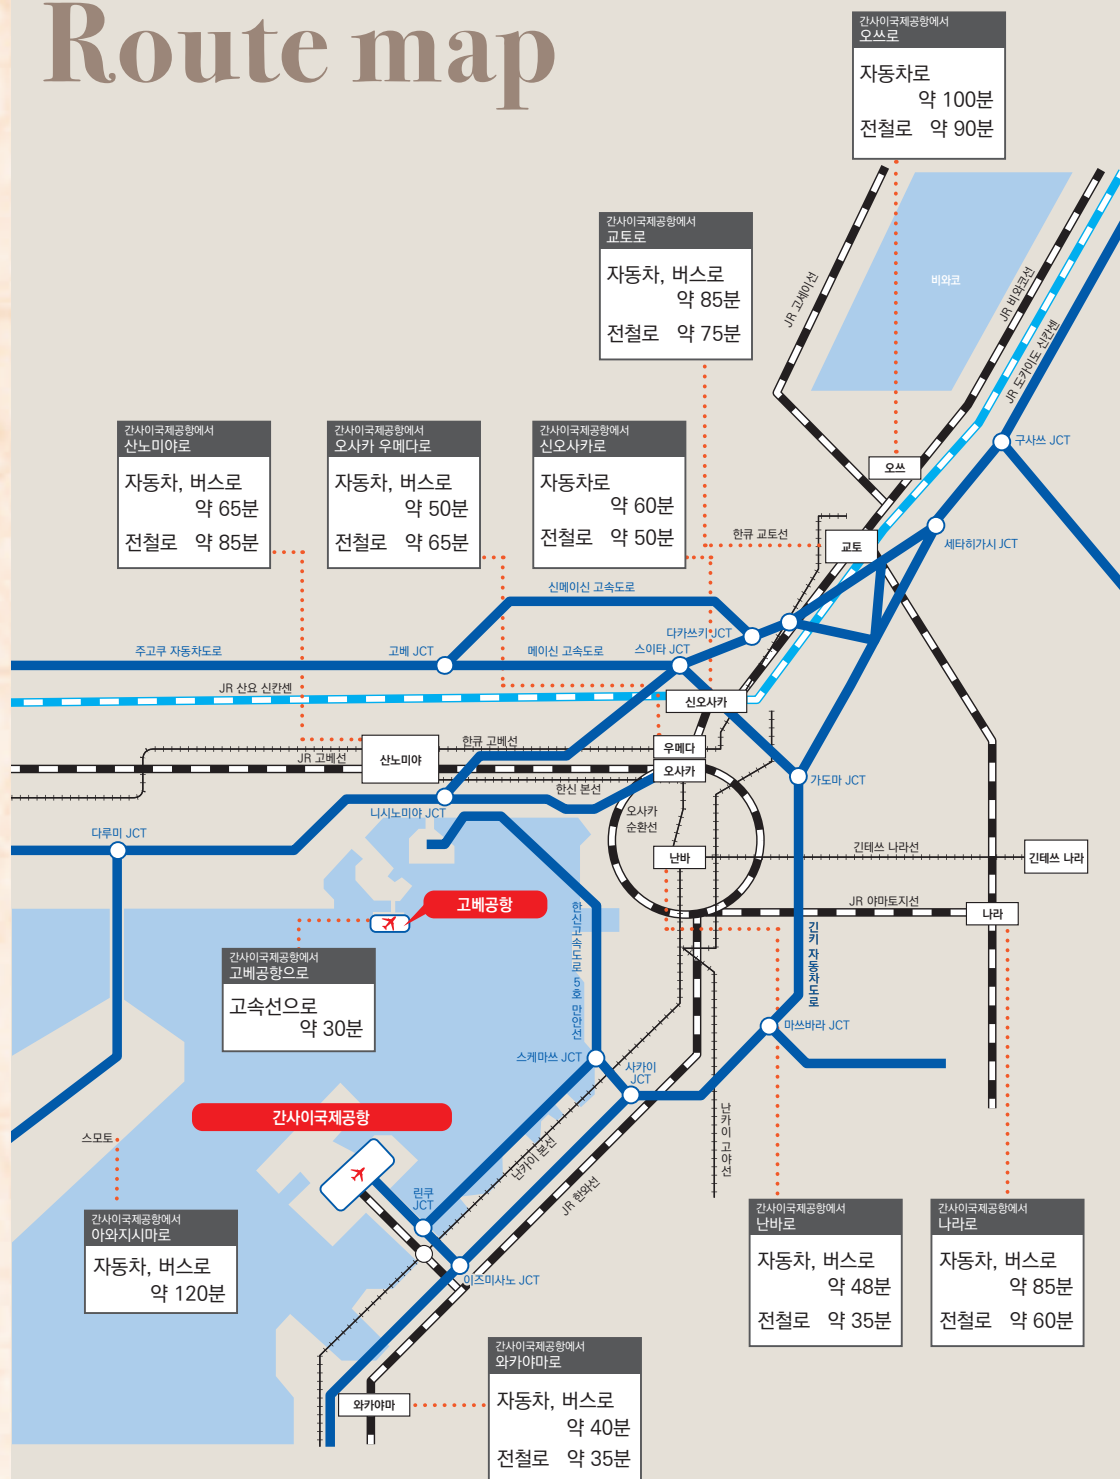 Route map
간사이국제공항에서
오쓰로
자동차로
약 100분
전철로 약 90분
간사이국제공항에서
교토로
자동차, 버스로
약 85분
전철로 약 75분
비와코
JR 고세이선
JR 비와코선
JR 도카이도 신칸센
간사이국제공항에서
산노미야로
자동차, 버스로
약 65분
전철로 약 85분
간사이국제공항에서
오사카 우메다로
자동차, 버스로
약 50분
전철로 약 65분
간사이국제공항에서
신오사카로
자동차로
약 60분
전철로 약 50분
구사쓰 JCT
오쓰
한큐 교토선
교토
세타히가시 JCT
신메이신 고속도로
다카쓰키 JCT
주고쿠 자동차도로
고베 JCT
메이신 고속도로
스이타 JCT
JR 산요 신칸센
신오사카
한큐 고베선
우메다
JR 고베선
산노미야
오사카
가도마 JCT
한신 본선
니시노미야 JCT
오사카
순환선
다루미 JCT
난바
긴테쓰 나라선
긴테쓰 나라
고베공항
JR 야마토지선
나라
한신고속도로 5호 만안선
긴키 자동차도로
간사이국제공항에서
고베공항으로
고속선으로
약 30분
마쓰바라 JCT
스케마쓰 JCT
사카이
JCT
간사이국제공항
스모토
난카이 고야선
난카이 본선
JR 한와선
린쿠
JCT
간사이국제공항에서
아와지시마로
자동차, 버스로
약 120분
이즈미사노 JCT
간사이국제공항에서
난바로
자동차, 버스로
약 48분
전철로 약 35분
간사이국제공항에서
나라로
자동차, 버스로
약 85분
전철로 약 60분
와카야마
간사이국제공항에서
와카야마로
자동차, 버스로
약 40분
전철로 약 35분